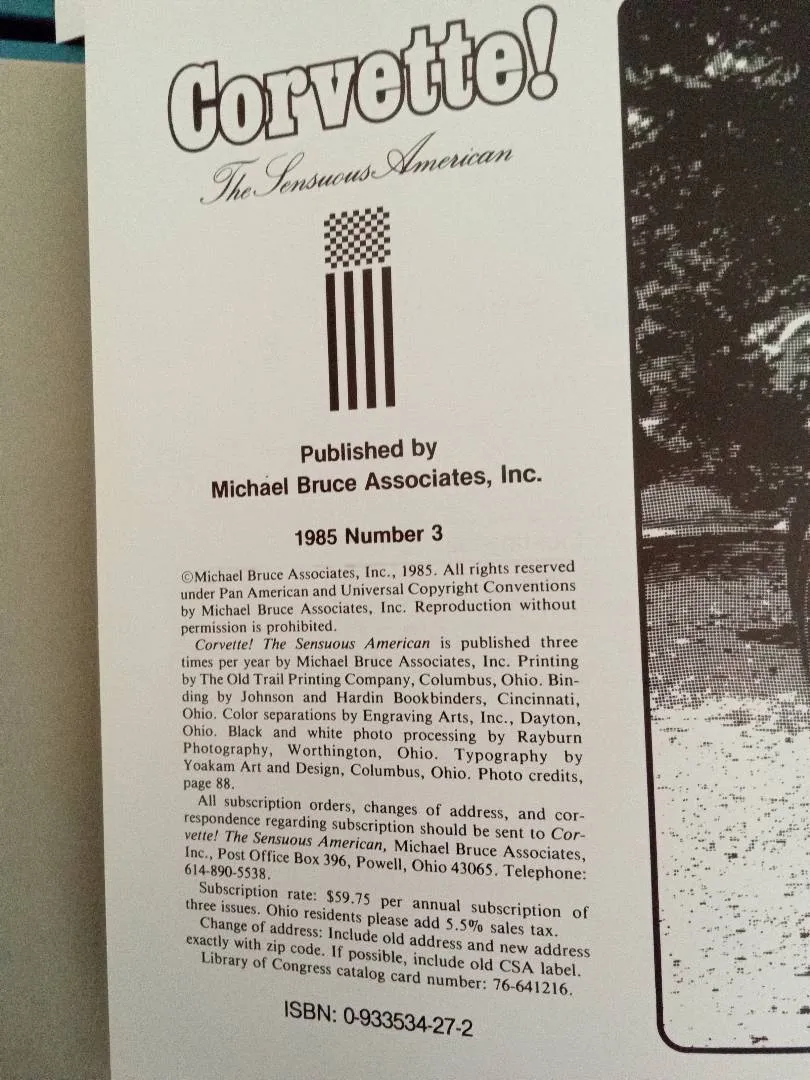 Corvette!
The Sensuous American
Published by
Michael Bruce Associates, Inc.
1985 Number 3
©Michael Bruce Associates, Inc., 1985. All rights reserved
under Pan American and Universal Copyright Conventions
by Michael Bruce Associates, Inc. Reproduction without
permission is prohibited.
Corvette! The Sensuous American is published three
times per year by Michael Bruce Associates, Inc. Printing
by The Old Trail Printing Company, Columbus, Ohio. Bin-
ding by Johnson and Hardin Bookbinders, Cincinnati,
Ohio. Color separations by Engraving Arts, Inc., Dayton,
Ohio. Black and white photo processing by Rayburn
Photography, Worthington, Ohio. Typography by
Yoakam Art and Design, Columbus, Ohio. Photo credits,
page 88.
All subscription orders, changes of address, and cor-
respondence regarding subscription should be sent to Cor-
vette! The Sensuous American, Michael Bruce Associates,
Inc., Post Office Box 396, Powell, Ohio 43065. Telephone:
614-890-5538.
Subscription rate: $59.75 per annual subscription of
three issues. Ohio residents please add 5.5% sales tax.
Change of address: Include old address and new address
exactly with zip code. If possible, include old CSA label.
Library of Congress catalog card number: 76-641216.
ISBN: 0-933534-27-2